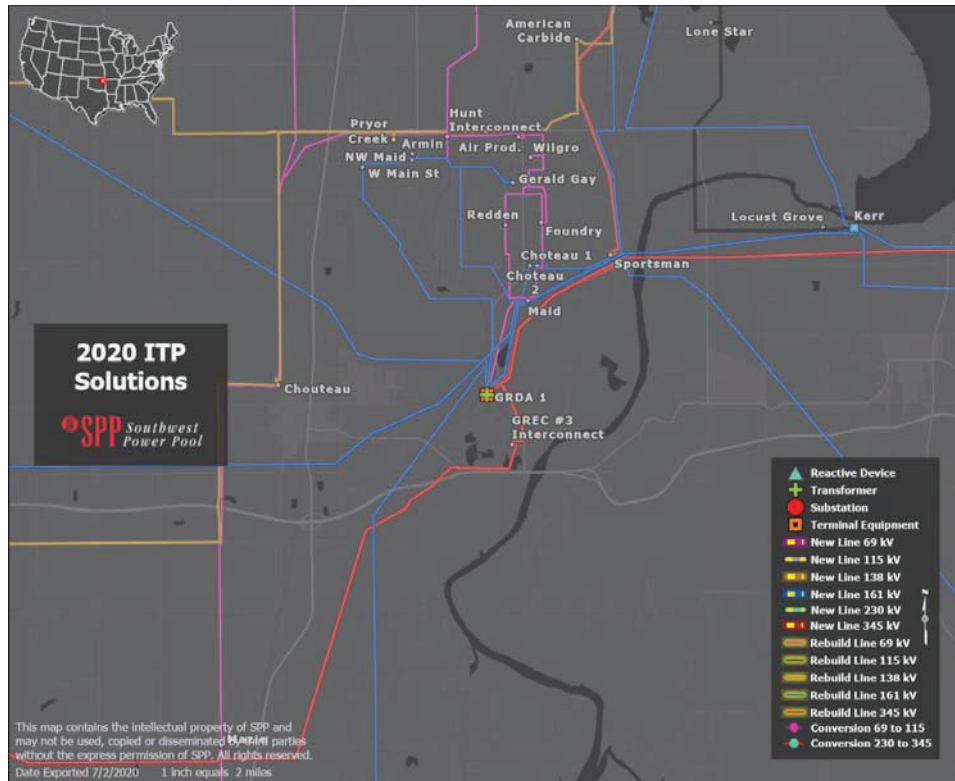 American
Carbide
Lone Star
Hunt
Interconnect
Pryor
Creek
Armin
Air Prod.
Wilgro
NW Maid
W Main St
Gerald Gay
Redden
Foundry
Locust Grove
Kerr
Choteau 1
Choteau
2
Sportsman
Maid
2020 ITP
Solutions
SPP Southwest
Power Pool
Chouteau
GRDA 1
GREC #3
Interconnect
Reactive Device
Transformer
Substation
Terminal Equipment
New Line 69 kV
New Line 115 kV
New Line 138 kV
New Line 161 kV
New Line 230 kV
New Line 345 kV
Rebuild Line 69 kV
Rebuild Line 115 kV
Rebuild Line 138 kV
Rebuild Line 161 kV
Rebuild Line 345 kV
Conversion 69 to 115
Conversion 230 to 345
N
Mazie
This map contains the intellectual property of SPP and
may not be used, copied or disseminated by third parties
without the express permission of SPP. All rights reserved.
Date Exported 7/2/2020 1 inch equals 2 miles